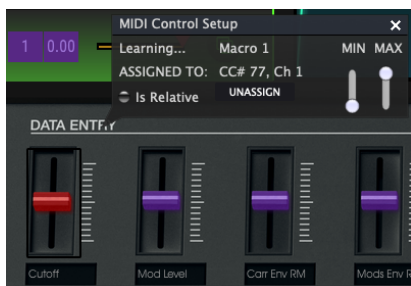 MIDI Control Setup
1 0.00
Learning... Macro 1 MIN MAX
ASSIGNED TO: CC# 77, Ch 1
Is Relative UNASSIGN
DATA ENTRY
Cutoff Mod Level Carr Env RM Mods Env R